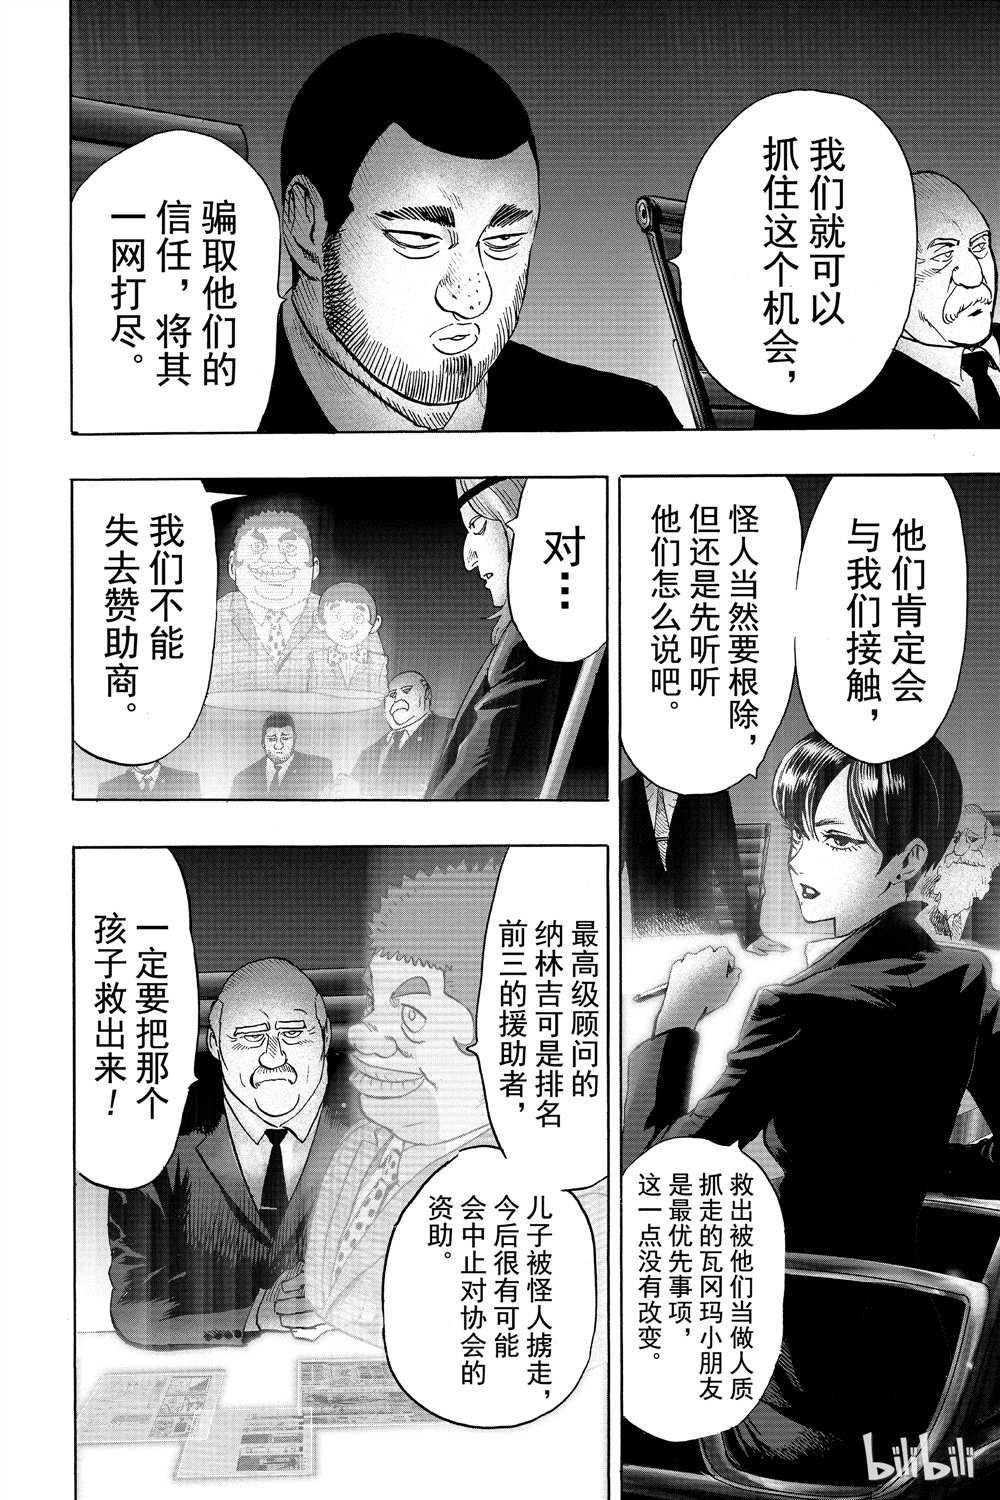 我们就可以
抓住这个机会，
骗取他们的
信任，将其
一网打尽。
他们肯定会
与我们接触，
怪人当然要根除，
但还是先听听
他们怎么说吧。
救出被他们当做人质
抓走的瓦冈玛小朋友
是最优先事项，
这一点没有改变。
对…
我们不能
失去赞助商。
最高级顾问的
纳林吉可是排名
前三的援助者，
儿子被怪人掳走，
今后很有可能
会中止对协会的
资助。
一定要把那个
孩子救出来！
bilibili